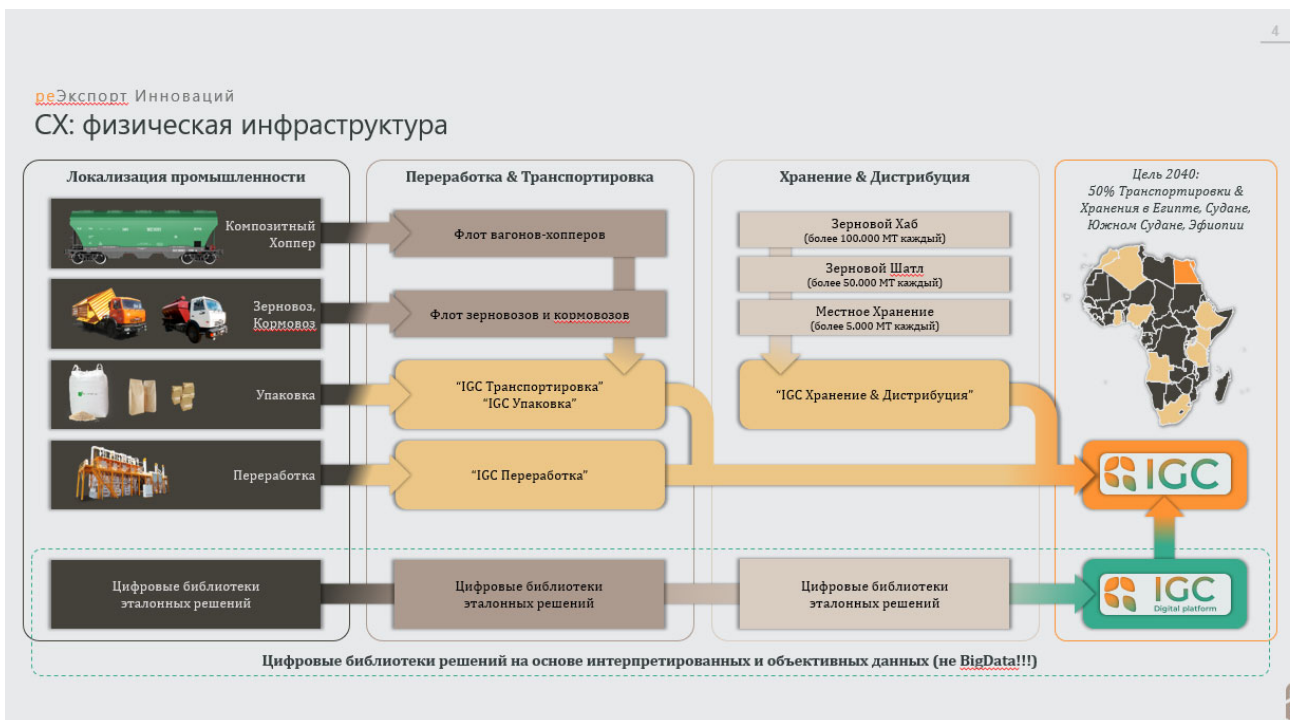 4
реЭкспорт Инноваций
СХ: физическая инфраструктура
Локализация промышленности
Композитный
Хоппер
Зерновоз,
Кормовоз
Упаковка
Переработка
Цифровые библиотеки
эталонных решений
Переработка & Транспортировка
Флот вагонов-хопперов
Флот зерновозов и кормовозов
“IGC Транспортировка”
“IGC Упаковка”
“IGC Переработка”
Цифровые библиотеки
эталонных решений
Хранение & Дистрибуция
Зерновой Хаб
(более 100.000 МТ каждый)
Зерновой Шатл
(более 50.000 МТ каждый)
Местное Хранение
(более 5.000 МТ каждый)
“IGC Хранение & Дистрибуция”
Цифровые библиотеки
эталонных решений
Цель 2040:
50% Транспортировки &
Хранения в Египте, Судане,
Южном Судане, Эфиопии
IGC
IGC
Digital platform
Цифровые библиотеки решений на основе интерпретированных и объективных данных (не BigData!!!)